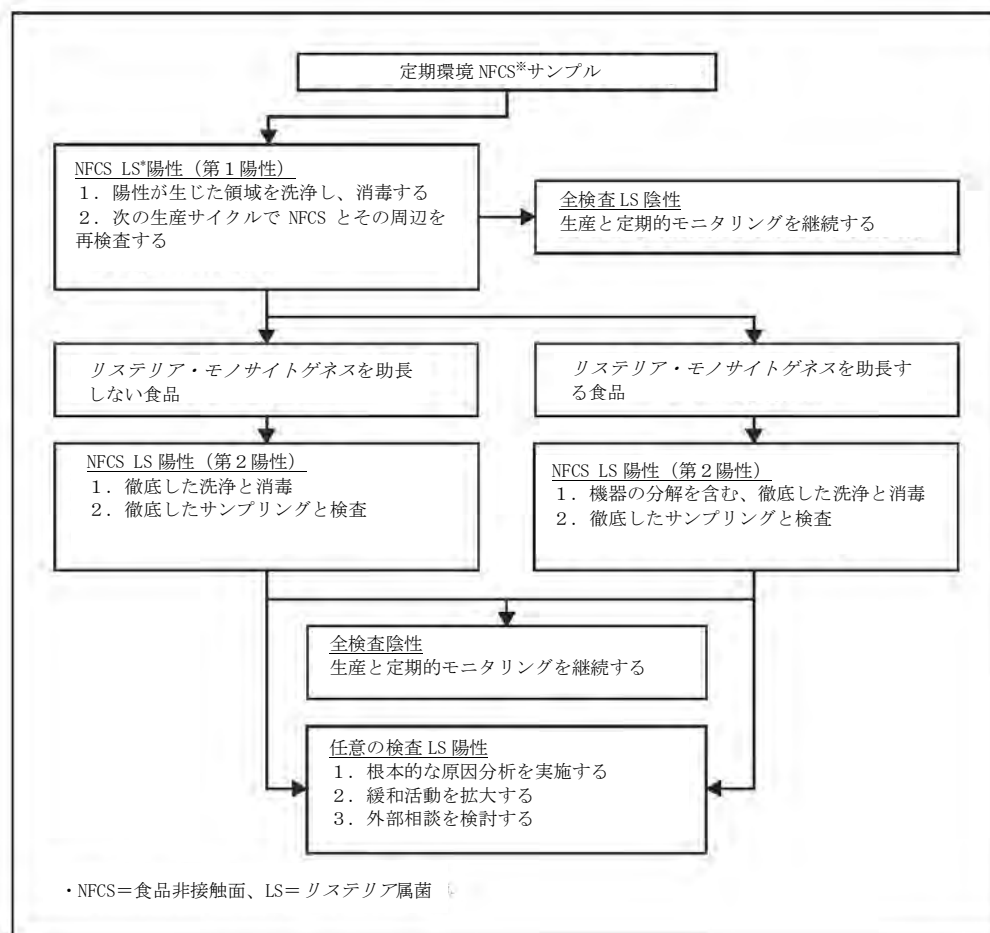 定期環境 NFCS※サンプル
NFCS LS*陽性（第１陽性）
１．陽性が生じた領域を洗浄し、消毒する
２．次の生産サイクルで NFCS とその周辺を
再検査する
全検査 LS 陰性
生産と定期的モニタリングを継続する
リステリア・モノサイトゲネスを助長
しない食品
リステリア・モノサイトゲネスを助長す
る食品
NFCS LS 陽性（第２陽性）
１．徹底した洗浄と消毒
２．徹底したサンプリングと検査
NFCS LS 陽性（第２陽性）
１．機器の分解を含む、徹底した洗浄と消毒
２．徹底したサンプリングと検査
全検査陰性
生産と定期的モニタリングを継続する
任意の検査 LS 陽性
１．根本的な原因分析を実施する
２．緩和活動を拡大する
３．外部相談を検討する
・NFCS＝食品非接触面、LS＝リステリア属菌